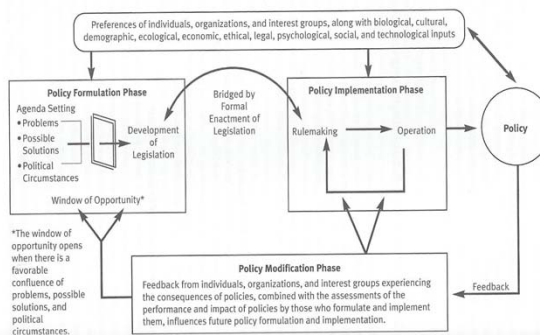 Preferences of individuals, organizations, and interest groups, along with biological, cultural,
demographic, ecological, economic, ethical, legal, psychological, social, and technological inputs
Policy Formulation Phase
Agenda Setting
•Problems
•Possible
Solutions
•Political
Circumstances
Development
of
Legislation
Window of Opportunity*
Bridged by
Formal
Enactment of
Legislation
Policy Implementation Phase
Rulemaking
Operation
Policy
*The window of
opportunity opens
when there is a
favorable
confluence of
problems, possible
solutions, and
political
circumstances.
Policy Modification Phase
Feedback from individuals, organizations, and interest groups experiencing
the consequences of policies, combined with the assessments of the
performance and impact of policies by those who formulate and implement
them, influences future policy formulation and implementation.
Feedback